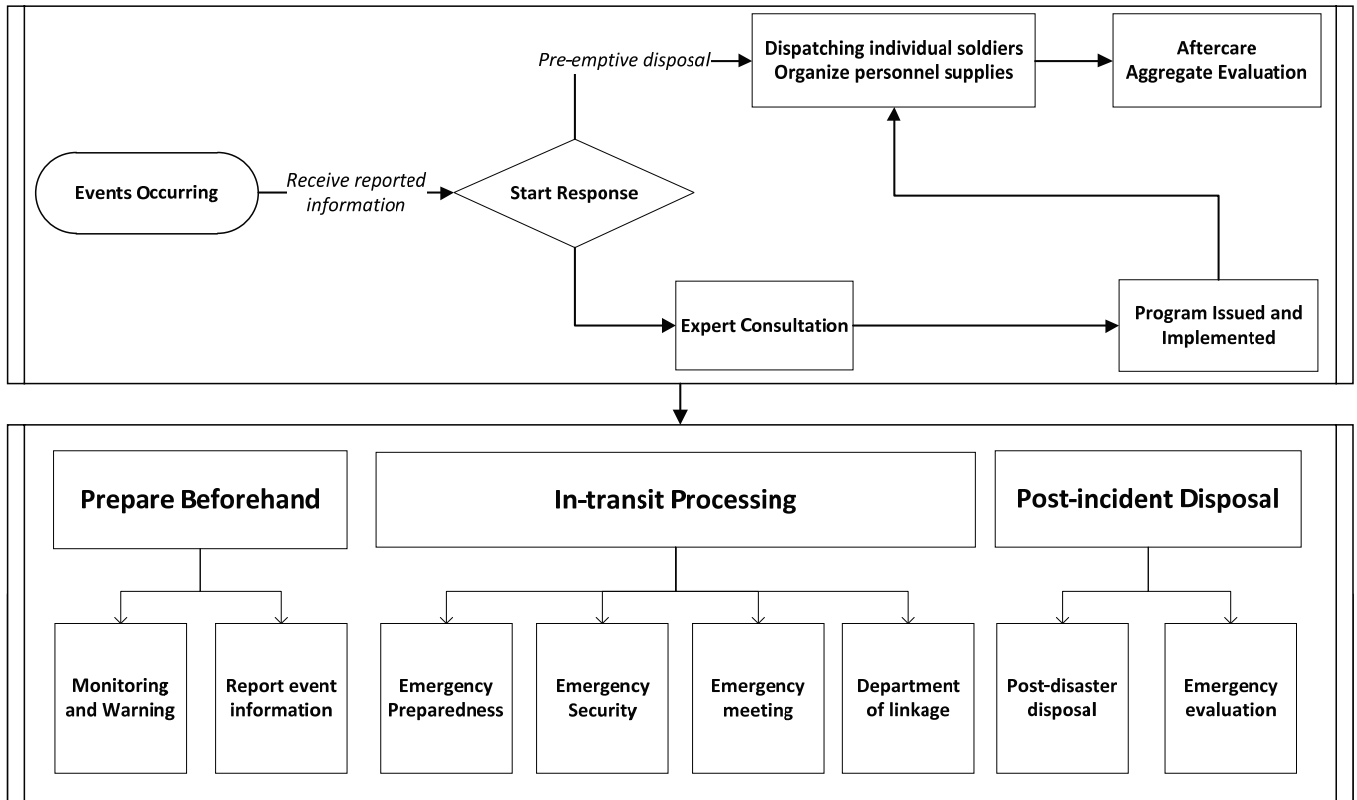 Pre-emptive disposal
Dispatching individual soldiers
Organize personnel supplies
Aftercare
Aggregate Evaluation
Events Occurring
Receive reported
information
Start Response
Expert Consultation
Program Issued and
Implemented
Prepare Beforehand
In-transit Processing
Post-incident Disposal
Monitoring
and Warning
Report event
information
Emergency
Preparedness
Emergency
Security
Emergency
meeting
Department
of linkage
Post-disaster
disposal
Emergency
evaluation